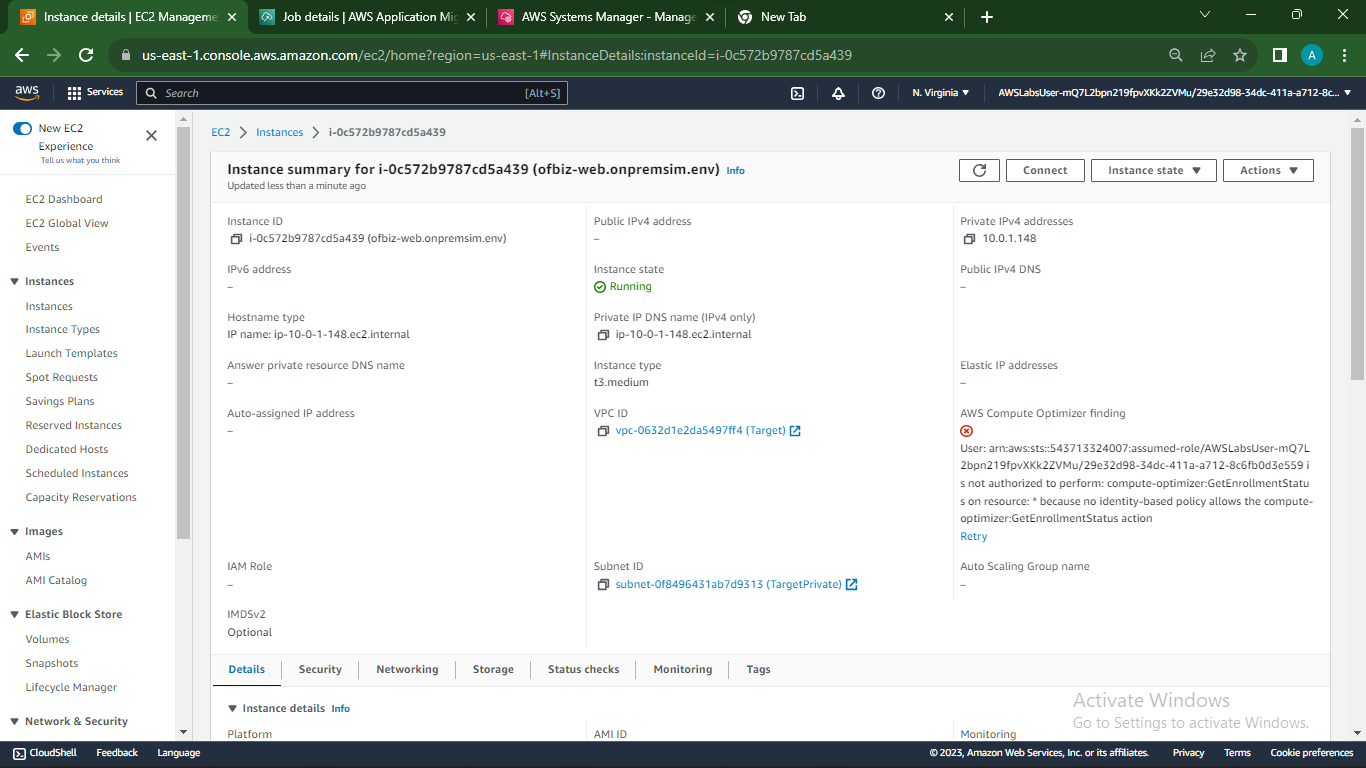 Instance details | EC2 Manageme
Job details | AWS Application Mig
AWS Systems Manager - Manage
New Tab
us-east-1.console.aws.amazon.com/ec2/home?region=us-east-1#InstanceDetails:instanceId=i-0c572b9787cd5a439
A
aws
Services
Search
[Alt+S]
N. Virginia
AWSLabsUser-mQ7L2bpn219fpvXKk2ZVMu/29e32d98-34dc-411a-a712-8c...
New EC2
Experience
Tell us what you think
EC2 Dashboard
EC2 Global View
Events
Instances
Instances
Instance Types
Launch Templates
Spot Requests
Savings Plans
Reserved Instances
Dedicated Hosts
Scheduled Instances
Capacity Reservations
Images
AMIs
AMI Catalog
Elastic Block Store
Volumes
Snapshots
Lifecycle Manager
Network & Security
EC2 > Instances > i-0c572b9787cd5a439
Instance summary for i-0c572b9787cd5a439 (ofbiz-web.onpremsim.env) Info
Updated less than a minute ago
Connect
Instance state
Actions
Instance ID
i-0c572b9787cd5a439 (ofbiz-web.onpremsim.env)
Public IPv4 address
–
Private IPv4 addresses
10.0.1.148
IPv6 address
–
Instance state
Running
Public IPv4 DNS
–
Hostname type
IP name: ip-10-0-1-148.ec2.internal
Private IP DNS name (IPv4 only)
ip-10-0-1-148.ec2.internal
Answer private resource DNS name
–
Instance type
t3.medium
Elastic IP addresses
–
Auto-assigned IP address
–
VPC ID
vpc-0632d1e2da5497ff4 (Target)
AWS Compute Optimizer finding
User: arn:aws:sts::543713324007:assumed-role/AWSLabsUser-mQ7L
2bpn219fpvXKk2ZVMu/29e32d98-34dc-411a-a712-8c6fb0d3e559 i
s not authorized to perform: compute-optimizer:GetEnrollmentStatu
s on resource: * because no identity-based policy allows the compute-
optimizer:GetEnrollmentStatus action
Retry
IAM Role
–
Subnet ID
subnet-0f8496431ab7d9313 (TargetPrivate)
Auto Scaling Group name
–
IMDSv2
Optional
Details
Security
Networking
Storage
Status checks
Monitoring
Tags
Instance details Info
Platform
AMI ID
Monitoring
Activate Windows
Go to Settings to activate Windows.
CloudShell
Feedback
Language
© 2023, Amazon Web Services, Inc. or its affiliates.
Privacy
Terms
Cookie preferences